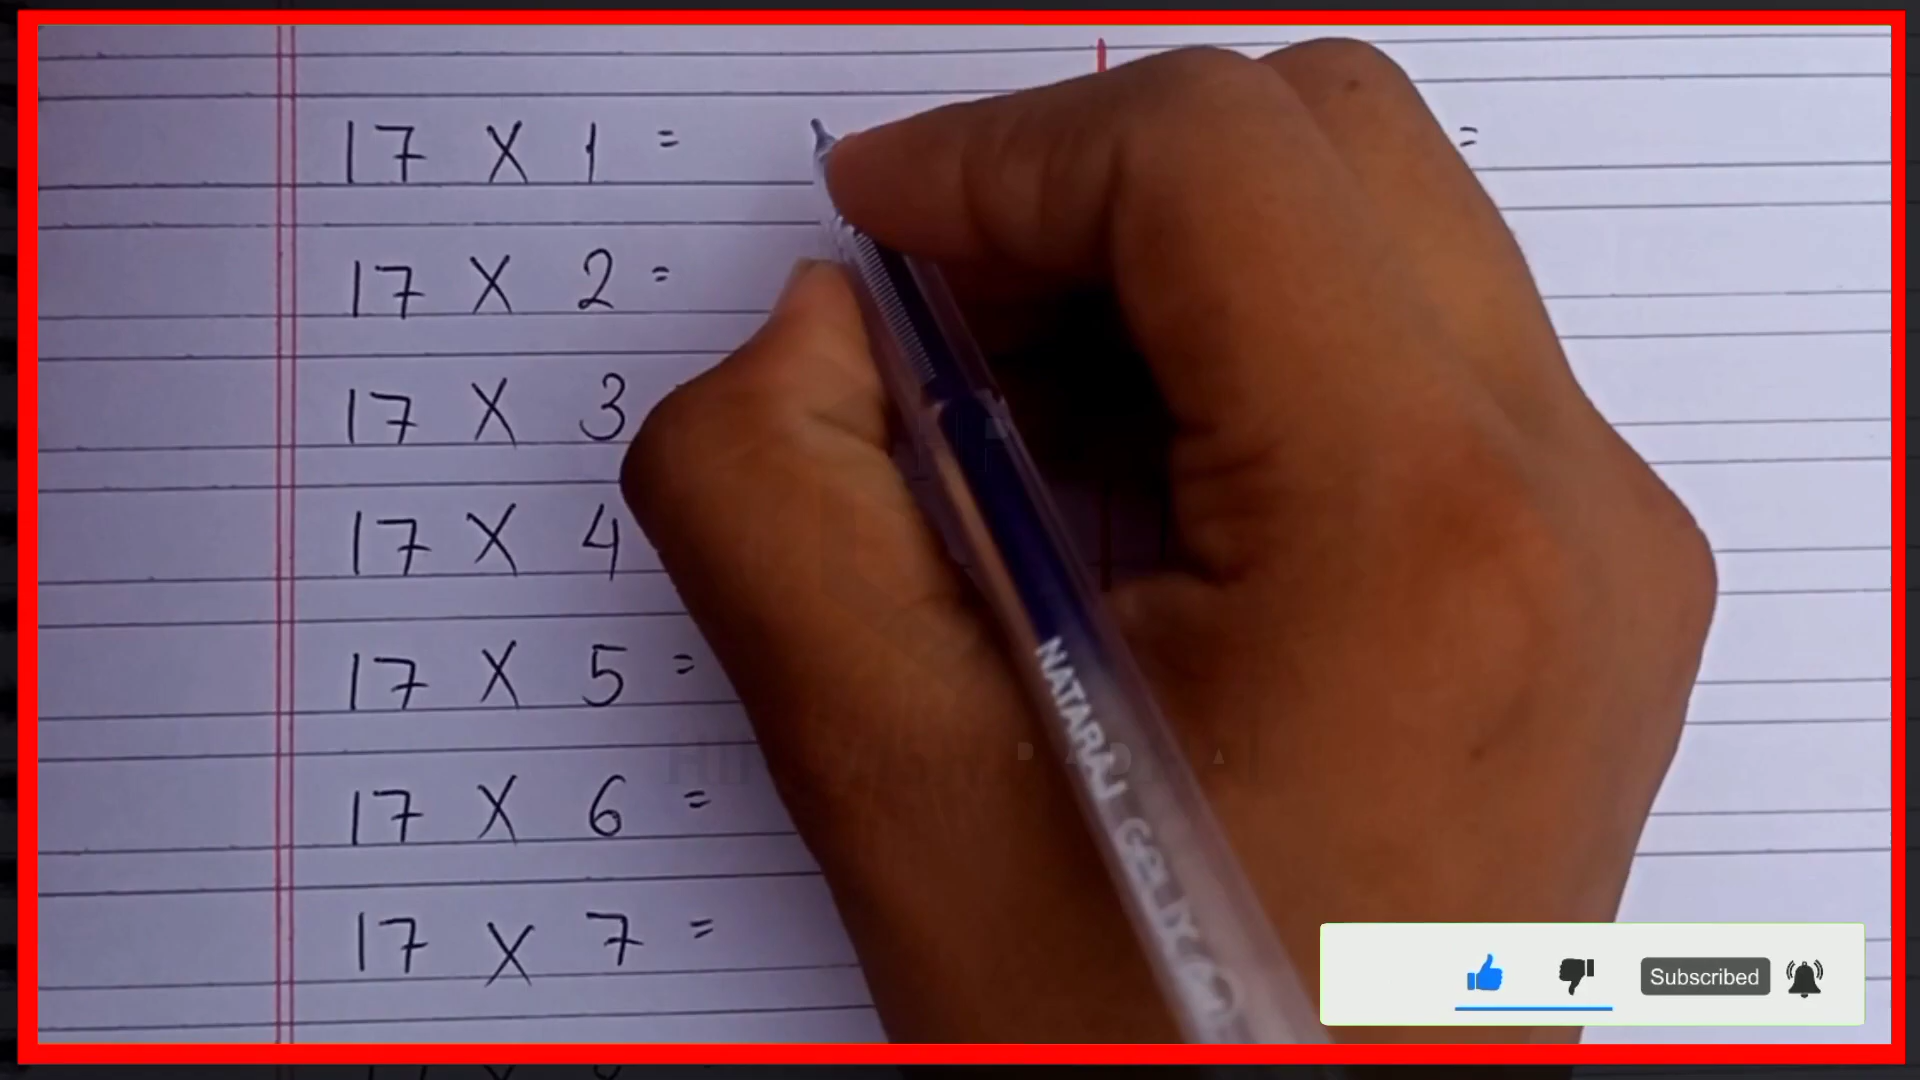 17 X 1 =
17 X 2 =
17 X 3
17 X 4
17 X 5 =
17 X 6 =
17 X 7 =
=
NATARAJ
Subscribed